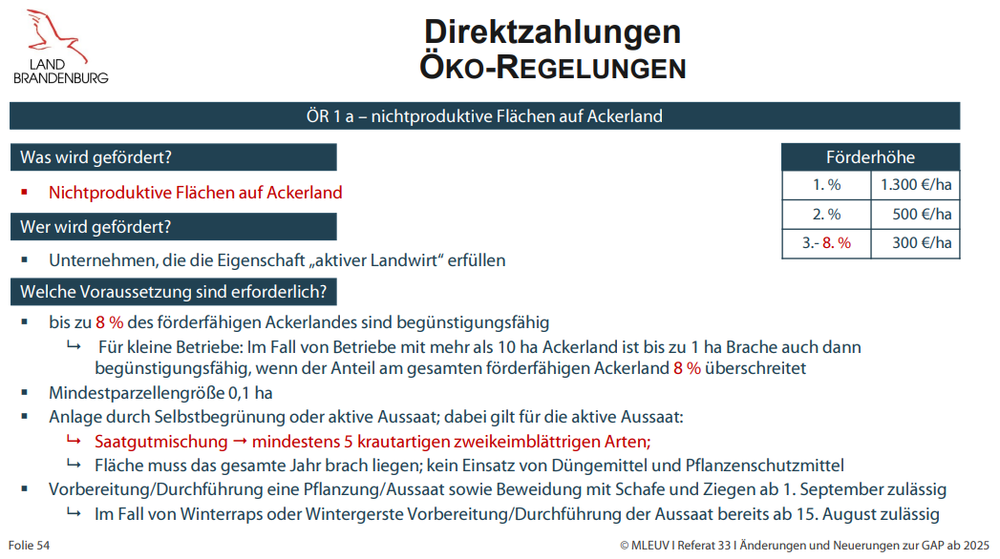 LAND
BRANDENBURG
Direktzahlungen
ÖKO-REGELUNGEN
ÖR 1 a – nichtproduktive Flächen auf Ackerland
Was wird gefördert?
▪ Nichtproduktive Flächen auf Ackerland
Wer wird gefördert?
▪ Unternehmen, die die Eigenschaft „aktiver Landwirt“ erfüllen
Förderhöhe
1. % 1.300 €/ha
2. % 500 €/ha
3.- 8. % 300 €/ha
Welche Voraussetzung sind erforderlich?
▪ bis zu 8 % des förderfähigen Ackerlandes sind begünstigungsfähig
↳ Für kleine Betriebe: Im Fall von Betriebe mit mehr als 10 ha Ackerland ist bis zu 1 ha Brache auch dann
begünstigungsfähig, wenn der Anteil am gesamten förderfähigen Ackerland 8 % überschreitet
▪ Mindestparzellengröße 0,1 ha
▪ Anlage durch Selbstbegrünung oder aktive Aussaat; dabei gilt für die aktive Aussaat:
↳ Saatgutmischung → mindestens 5 krautartigen zweikeimblättrigen Arten;
↳ Fläche muss das gesamte Jahr brach liegen; kein Einsatz von Düngemittel und Pflanzenschutzmittel
▪ Vorbereitung/Durchführung eine Pflanzung/Aussaat sowie Beweidung mit Schafe und Ziegen ab 1. September zulässig
↳ Im Fall von Winterraps oder Wintergerste Vorbereitung/Durchführung der Aussaat bereits ab 15. August zulässig
Folie 54
© MLEUV I Referat 33 I Änderungen und Neuerungen zur GAP ab 2025